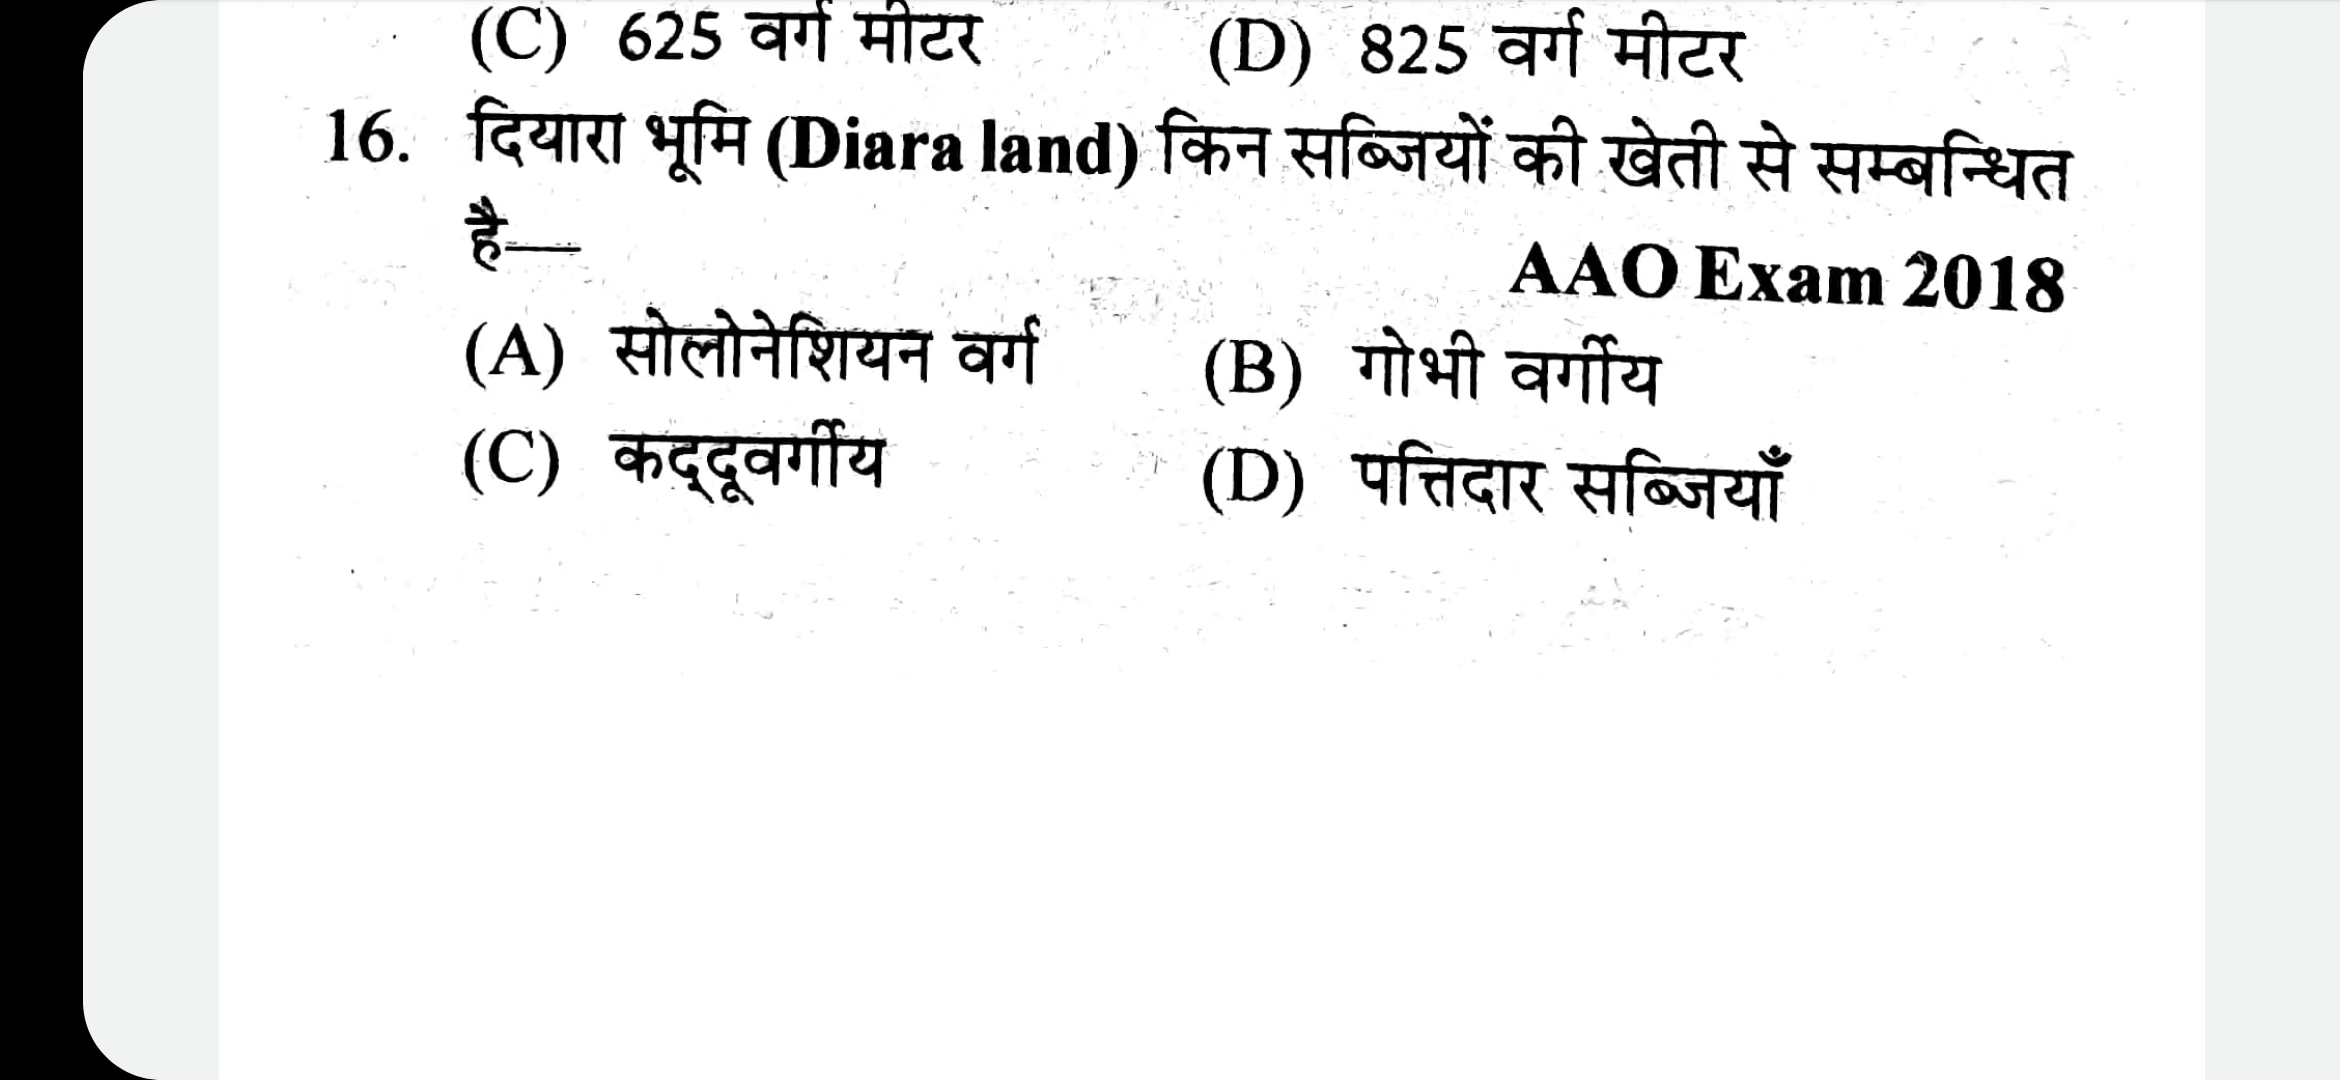 (C) 625 वर्ग मीटर (D) 825 वर्ग मीटर
16. दियारा भूमि (Diara land) किन सब्जियों की खेती से सम्बन्धित
है—
AAO Exam 2018
(A) सोलोनेशियन वर्ग (B) गोभी वर्गीय
(C) कद्दूवर्गीय (D) पत्तिदार सब्जियाँ